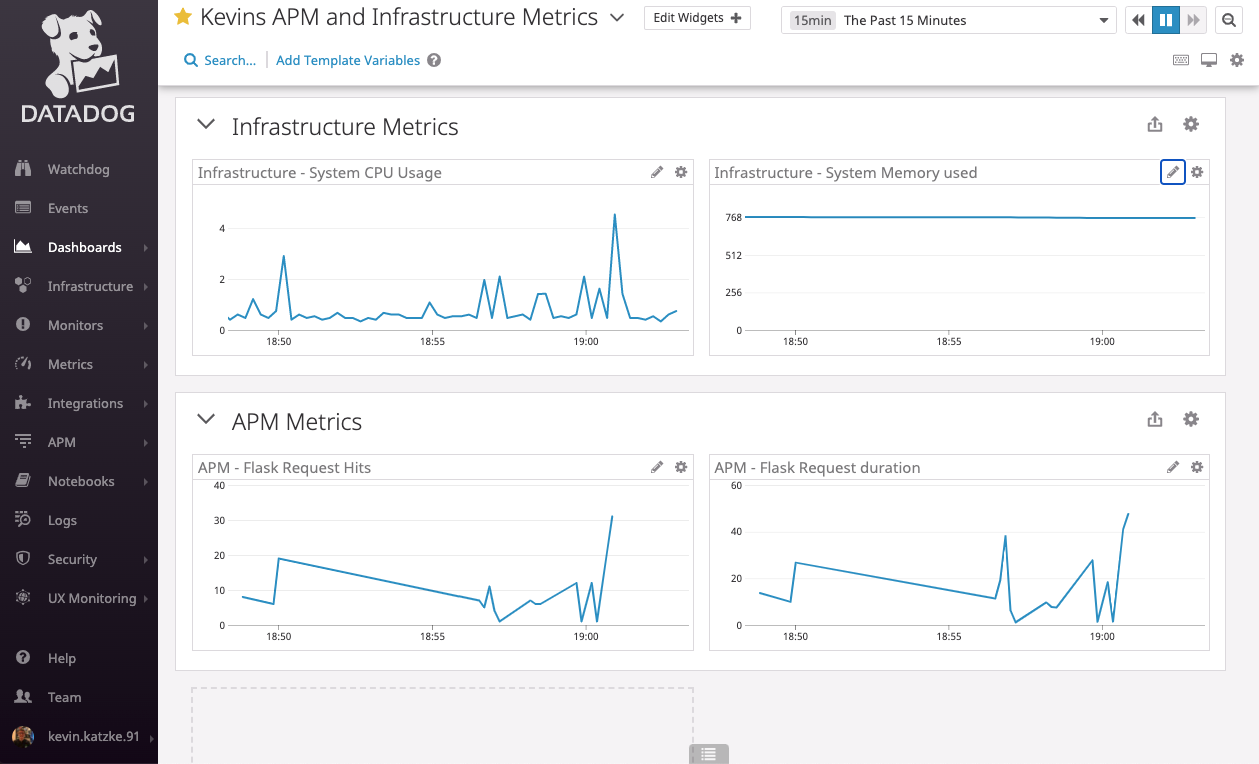 DATADOG
Watchdog
Events
Dashboards
Infrastructure
Monitors
Metrics
Integrations
APM
Notebooks
Logs
Security
UX Monitoring
Help
Team
kevin.katzke.91
Kevins APM and Infrastructure Metrics
Edit Widgets +
15min The Past 15 Minutes
Search... Add Template Variables ?
Infrastructure Metrics
Infrastructure - System CPU Usage
4
2
0
18:50 18:55 19:00
Infrastructure - System Memory used
768
512
256
0
18:50 18:55 19:00
APM Metrics
APM - Flask Request Hits
40
30
20
10
0
18:50 18:55 19:00
APM - Flask Request duration
60
40
20
0
18:50 18:55 19:00